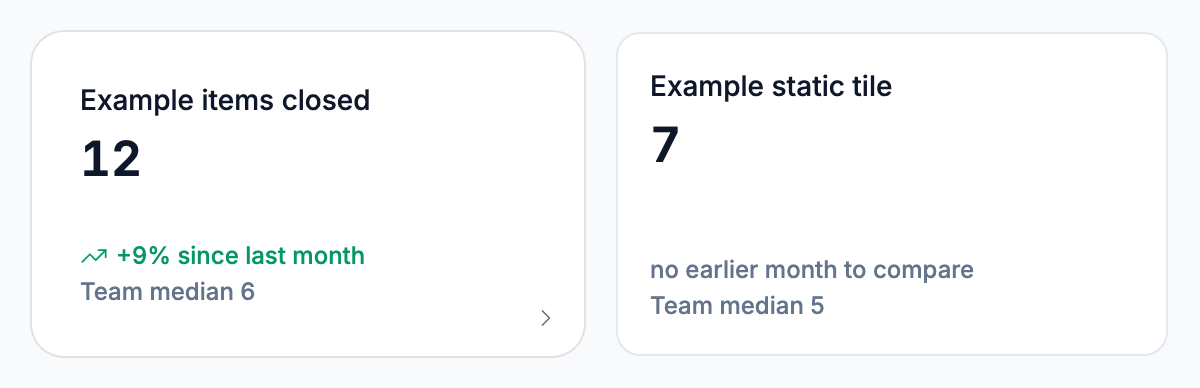 Example items closed
12
+9% since last month
Team median 6
Example static tile
7
no earlier month to compare
Team median 5